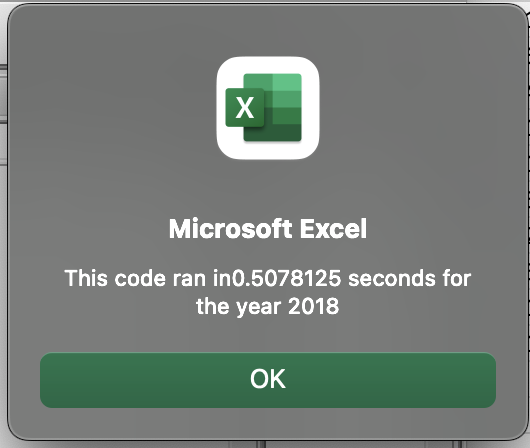 X
Microsoft Excel
This code ran in0.5078125 seconds for
the year 2018
OK